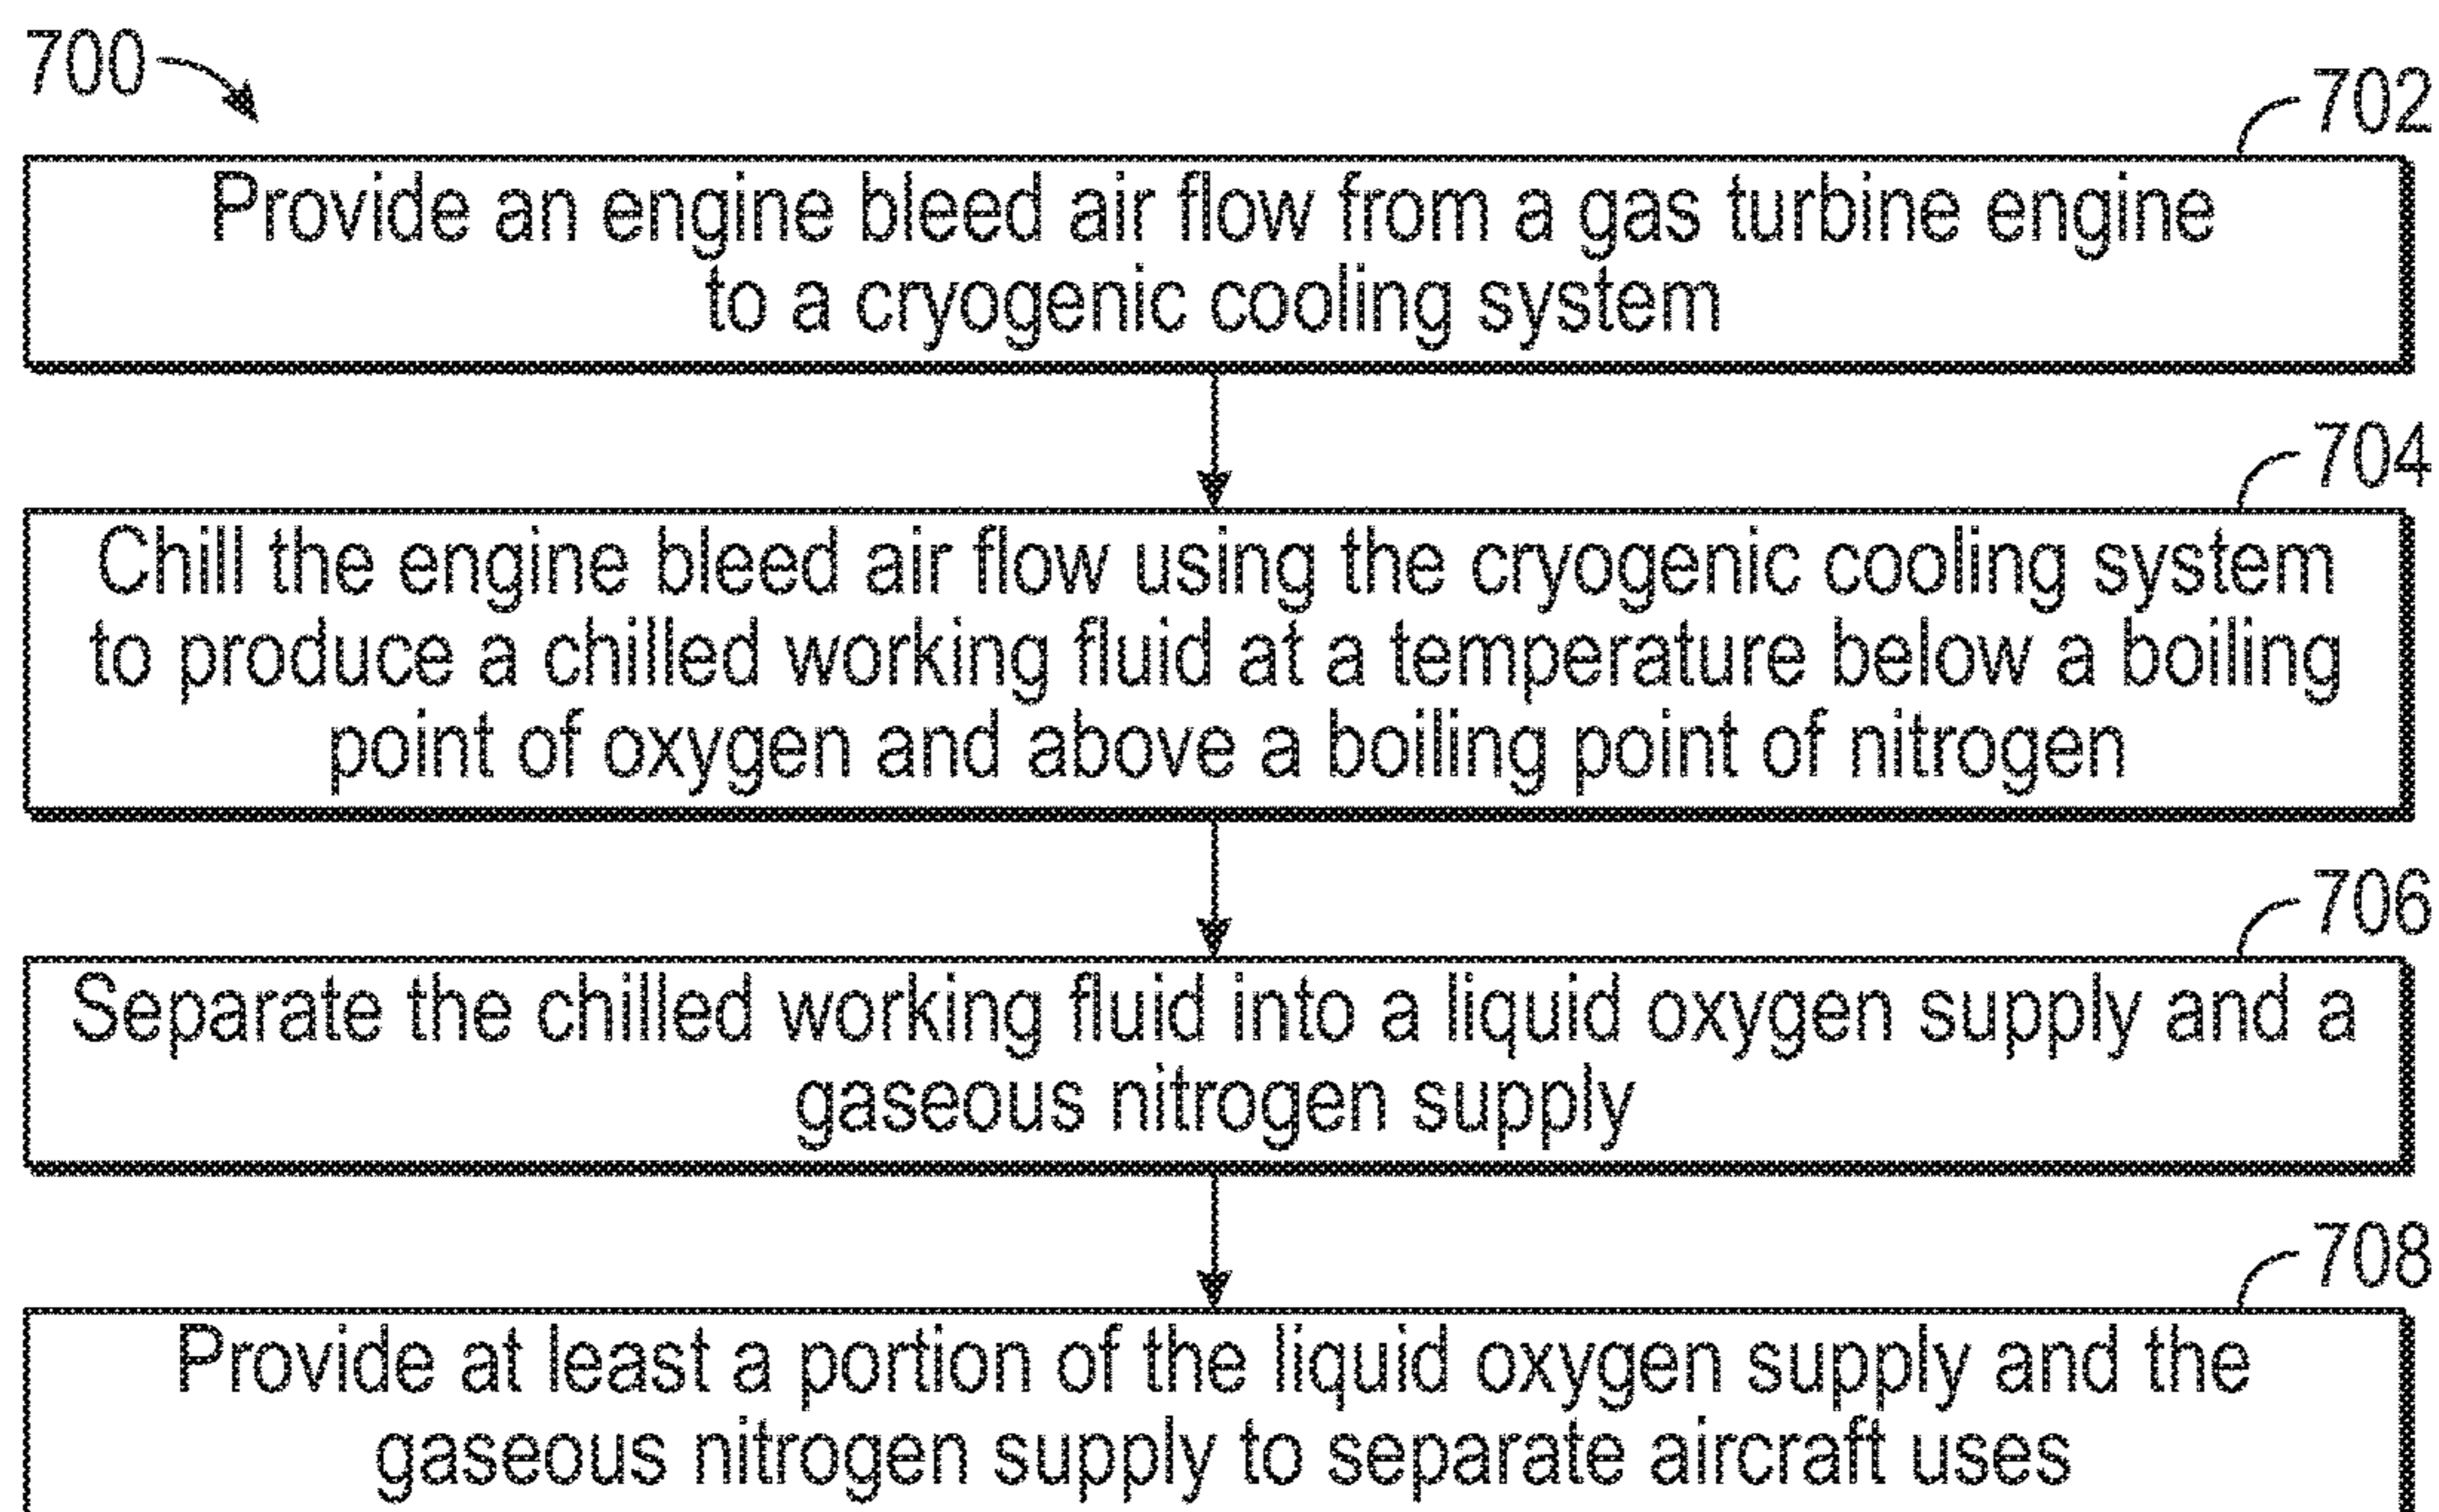 700
702
Provide an engine bleed air flow from a gas turbine engine
to a cryogenic cooling system
704
Chill the engine bleed air flow using the cryogenic cooling system
to produce a chilled working fluid at a temperature below a boiling
point of oxygen and above a boiling point of nitrogen
706
Separate the chilled working fluid into a liquid oxygen supply and a
gaseous nitrogen supply
708
Provide at least a portion of the liquid oxygen supply and the
gaseous nitrogen supply to separate aircraft uses